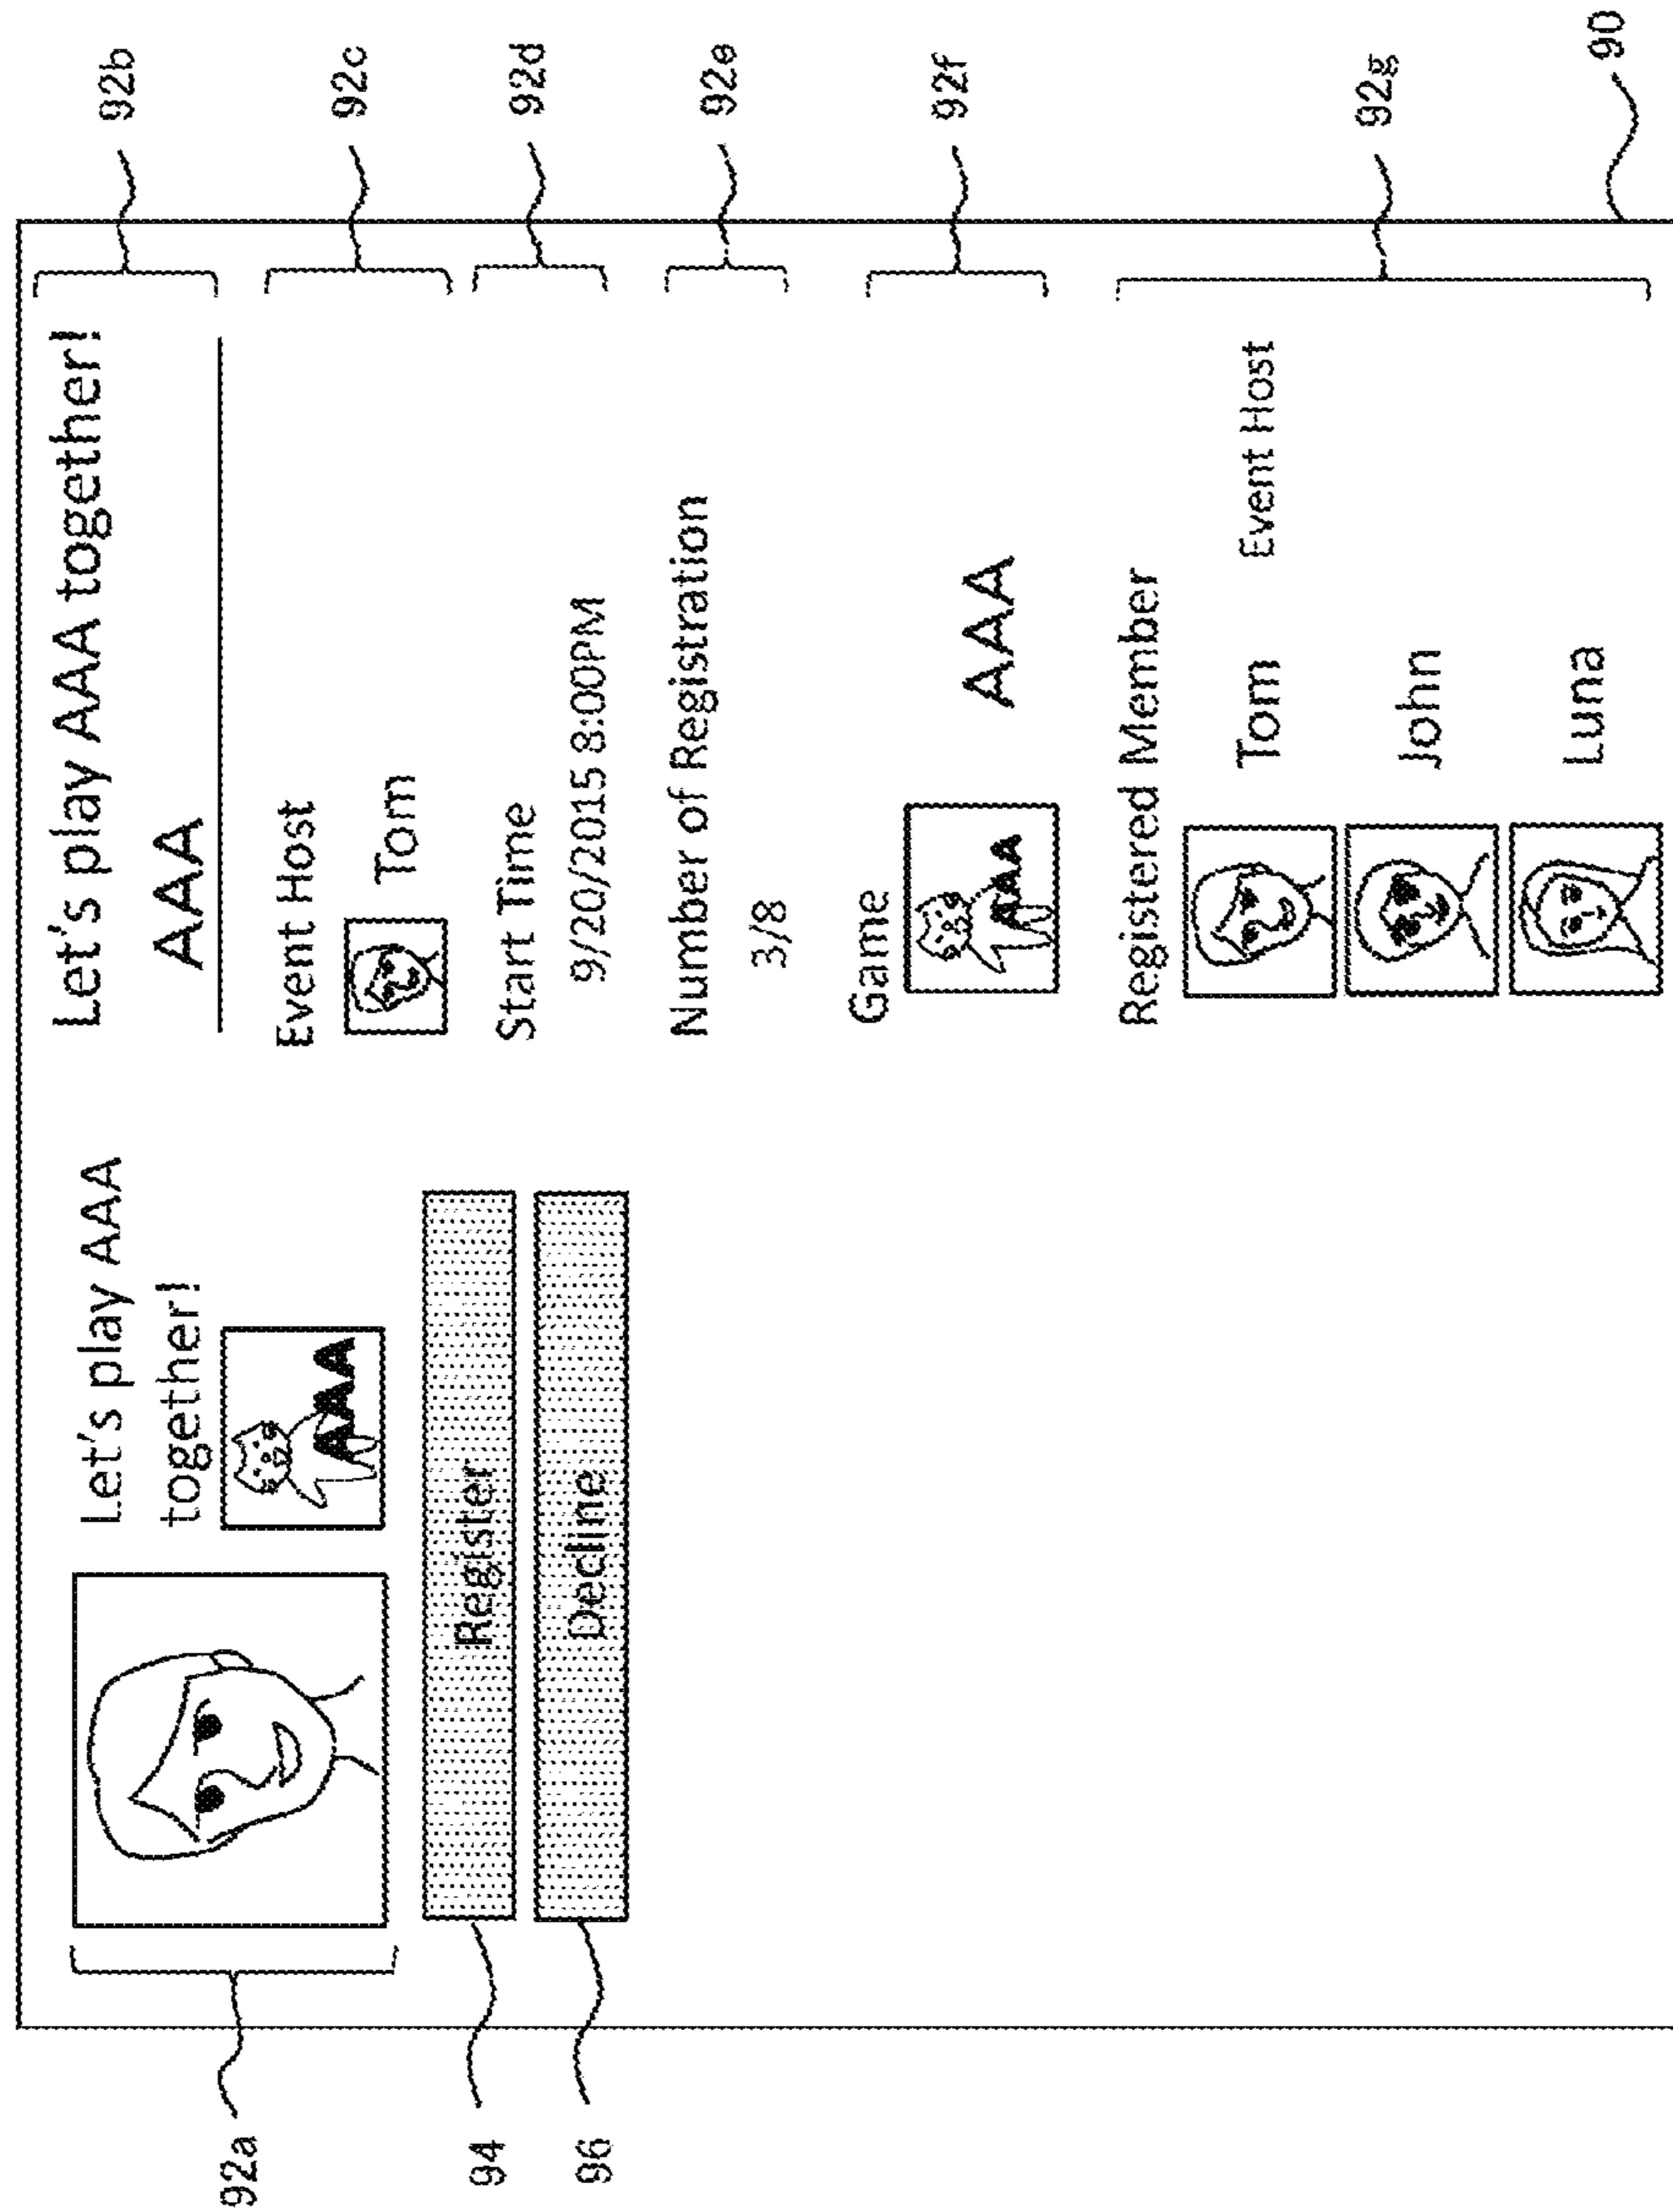 Let's play AAA
together!
AAA
Register
Decline
Let's play AAA together!
AAA
Event Host
Tom
Start Time
9/20/2015 8:00PM
Number of Registration
3/8
Game
AAA
AAA
Registered Member
Tom Event Host
John
Luna
92a
94
96
92b
92c
92d
92e
92f
92g
90